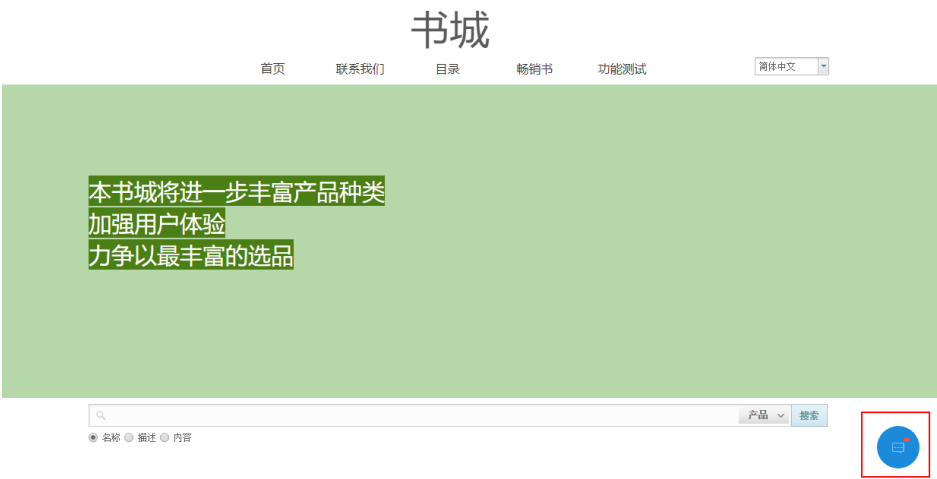 书城
首页 联系我们 目录 畅销书 功能测试 简体中文
本书城将进一步丰富产品种类
加强用户体验
力争以最丰富的选品
产品 搜索
名称 描述 内容